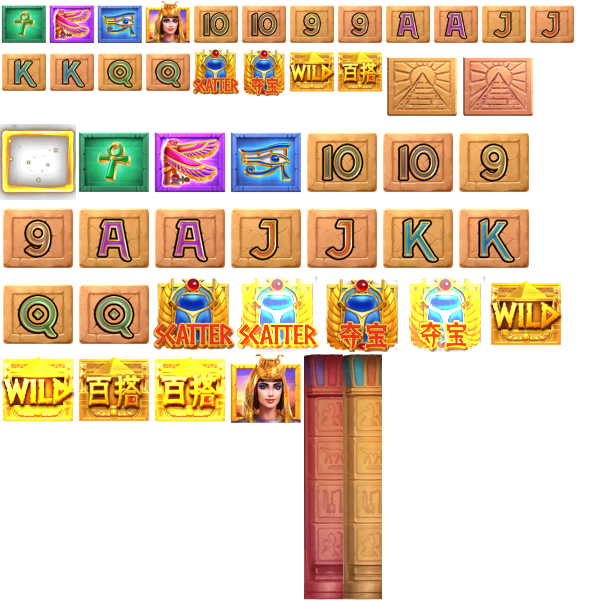 10 10 9 9 A A J J
K K Q Q SCATTER 夺宝 WILD 百搭
10 10 9
9 A A J J K K
Q Q SCATTER SCATTER 夺宝 夺宝 WILD
WILD 百搭 百搭